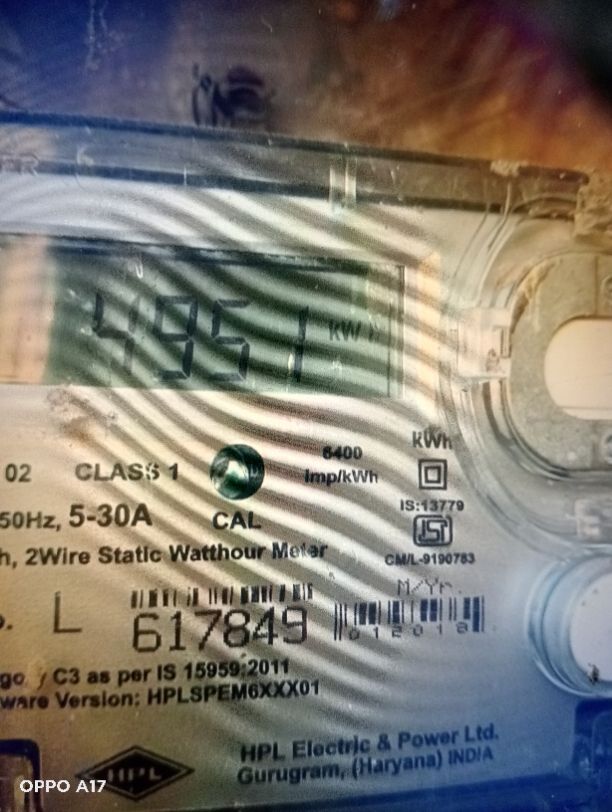 4951 kWh
kWh
02 CLASS 1
6400
imp/kWh
IS:13779
50Hz, 5-30A
CAL
CM/L-9190783
h, 2Wire Static Watthour Meter
M/Yr.
L
617849
012018
C3 as per IS 15959:2011
ware Version: HPLSPEM6XXX01
HPL Electric & Power Ltd.
Gurugram, (Haryana) INDIA
HPL
OPPO A17